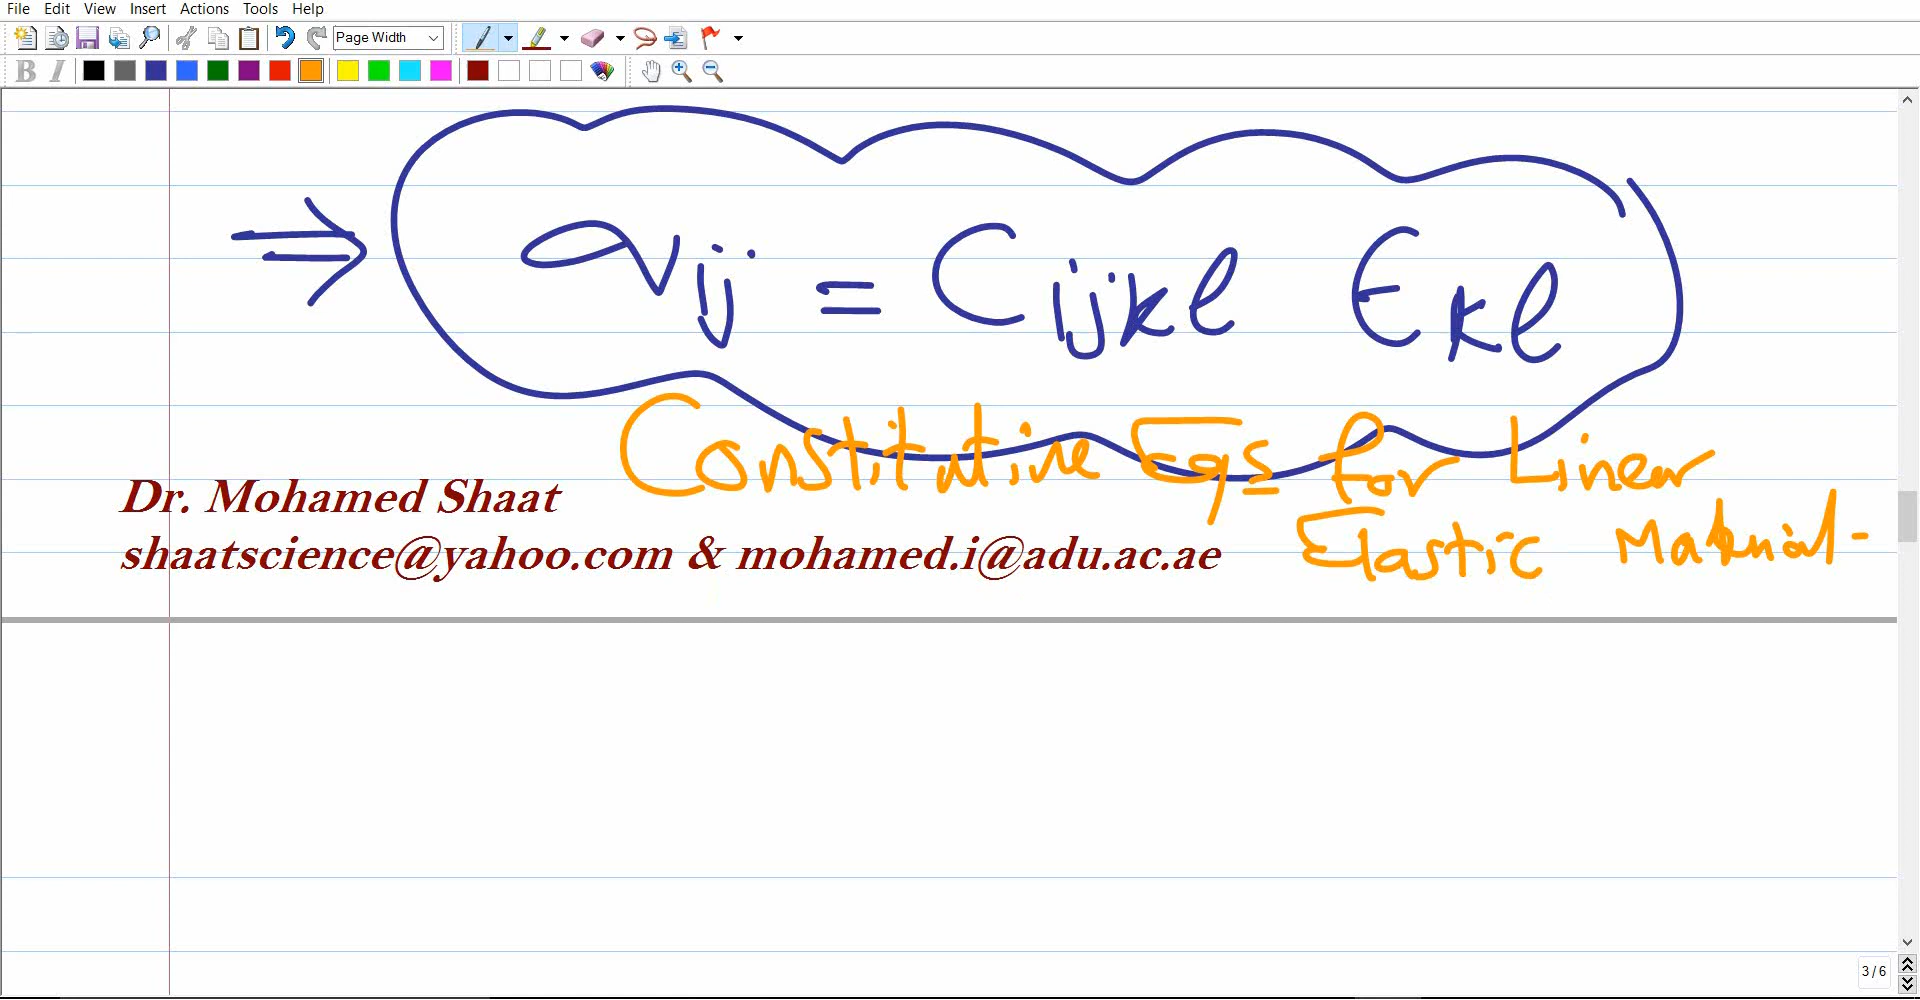 File Edit View Insert Actions Tools Help
Page Width
B I
⇒ σij = Cijkl ϵkl
Constitutive Eqs for Linear
Elastic Material.
Dr. Mohamed Shaat
shaatscience@yahoo.com & mohamed.i@adu.ac.ae
3 / 6